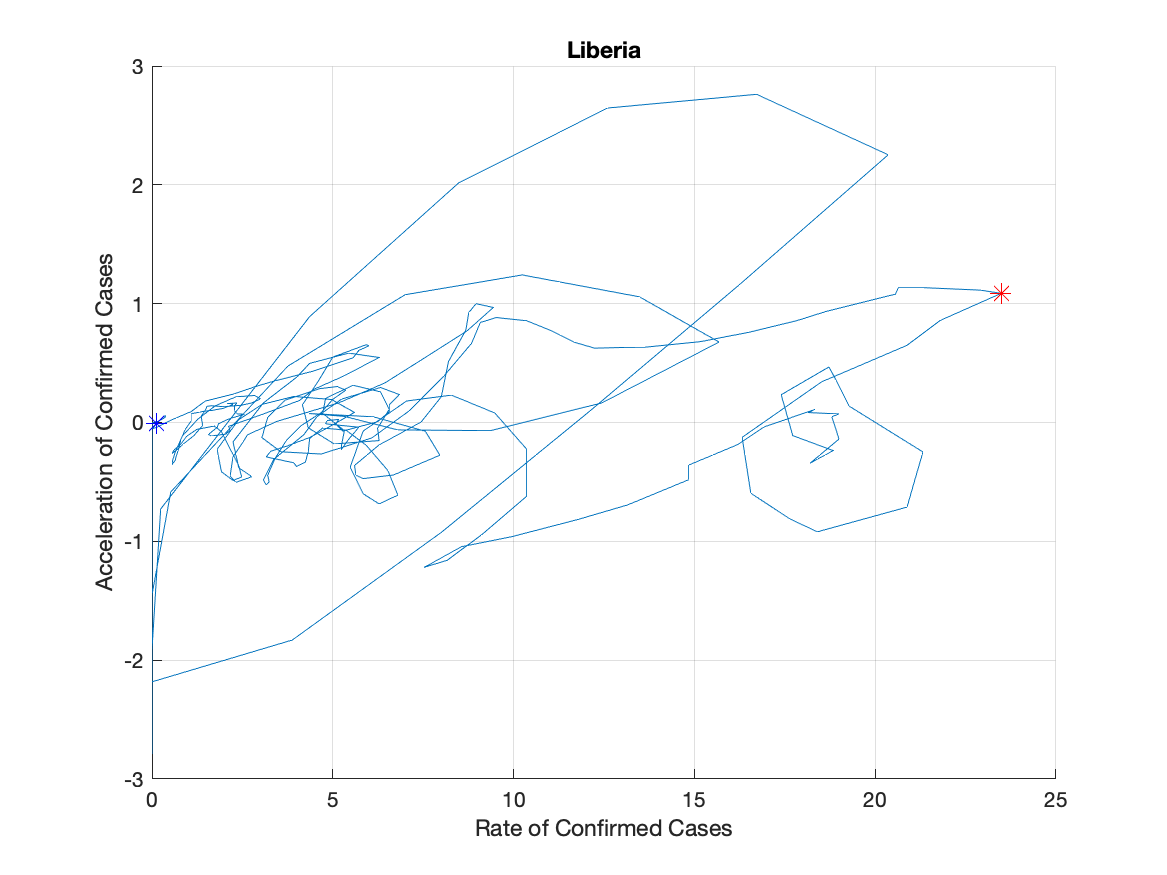 Liberia
3
2
1
0
-1
-2
-3
Acceleration of Confirmed Cases
0 5 10 15 20 25
Rate of Confirmed Cases